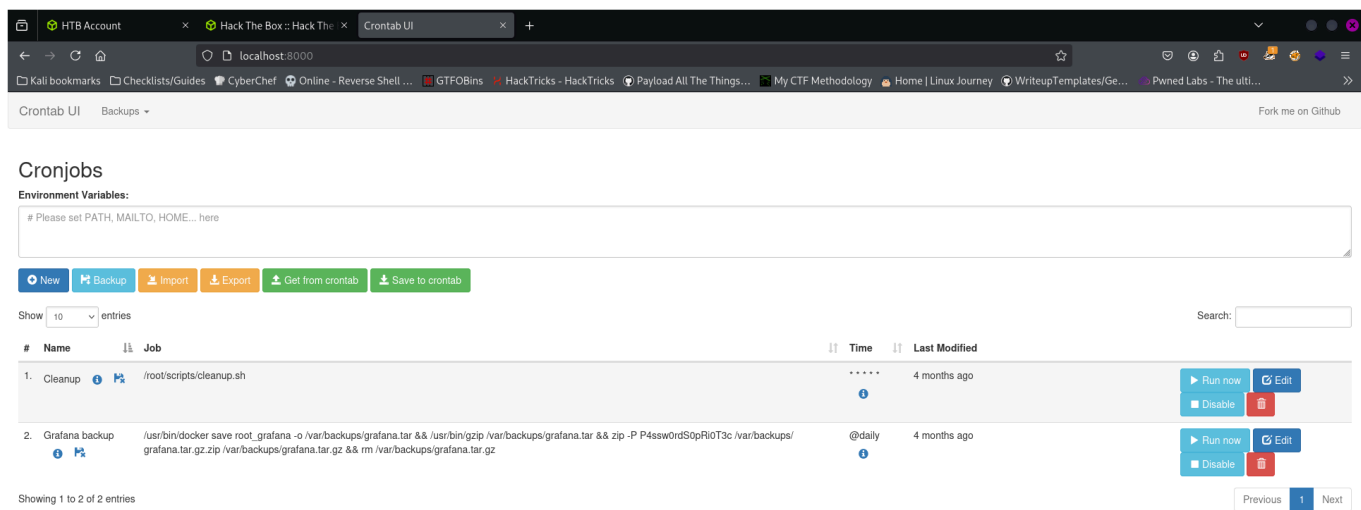 HTB Account
Hack The Box :: Hack The
Crontab UI
localhost:8000
Kali bookmarks Checklists/Guides CyberChef Online - Reverse Shell ... GTFOBins HackTricks - HackTricks Payload All The Things... My CTF Methodology Home | Linux Journey WriteupTemplates/Ge... Pwned Labs - The ulti...
Crontab UI Backups Fork me on Github
Cronjobs
Environment Variables:
# Please set PATH, MAILTO, HOME... here
New Backup Import Export Get from crontab Save to crontab
Show 10 entries Search:
# Name Job Time Last Modified
1. Cleanup /root/scripts/cleanup.sh * * * * * 4 months ago Run now Edit
Disable
2. Grafana backup /usr/bin/docker save root_grafana -o /var/backups/grafana.tar && /usr/bin/gzip /var/backups/grafana.tar && zip -P P4ssw0rdS0pRi0T3c /var/backups/ @daily 4 months ago Run now Edit
grafana.tar.gz.zip /var/backups/grafana.tar.gz && rm /var/backups/grafana.tar.gz Disable
Showing 1 to 2 of 2 entries Previous 1 Next